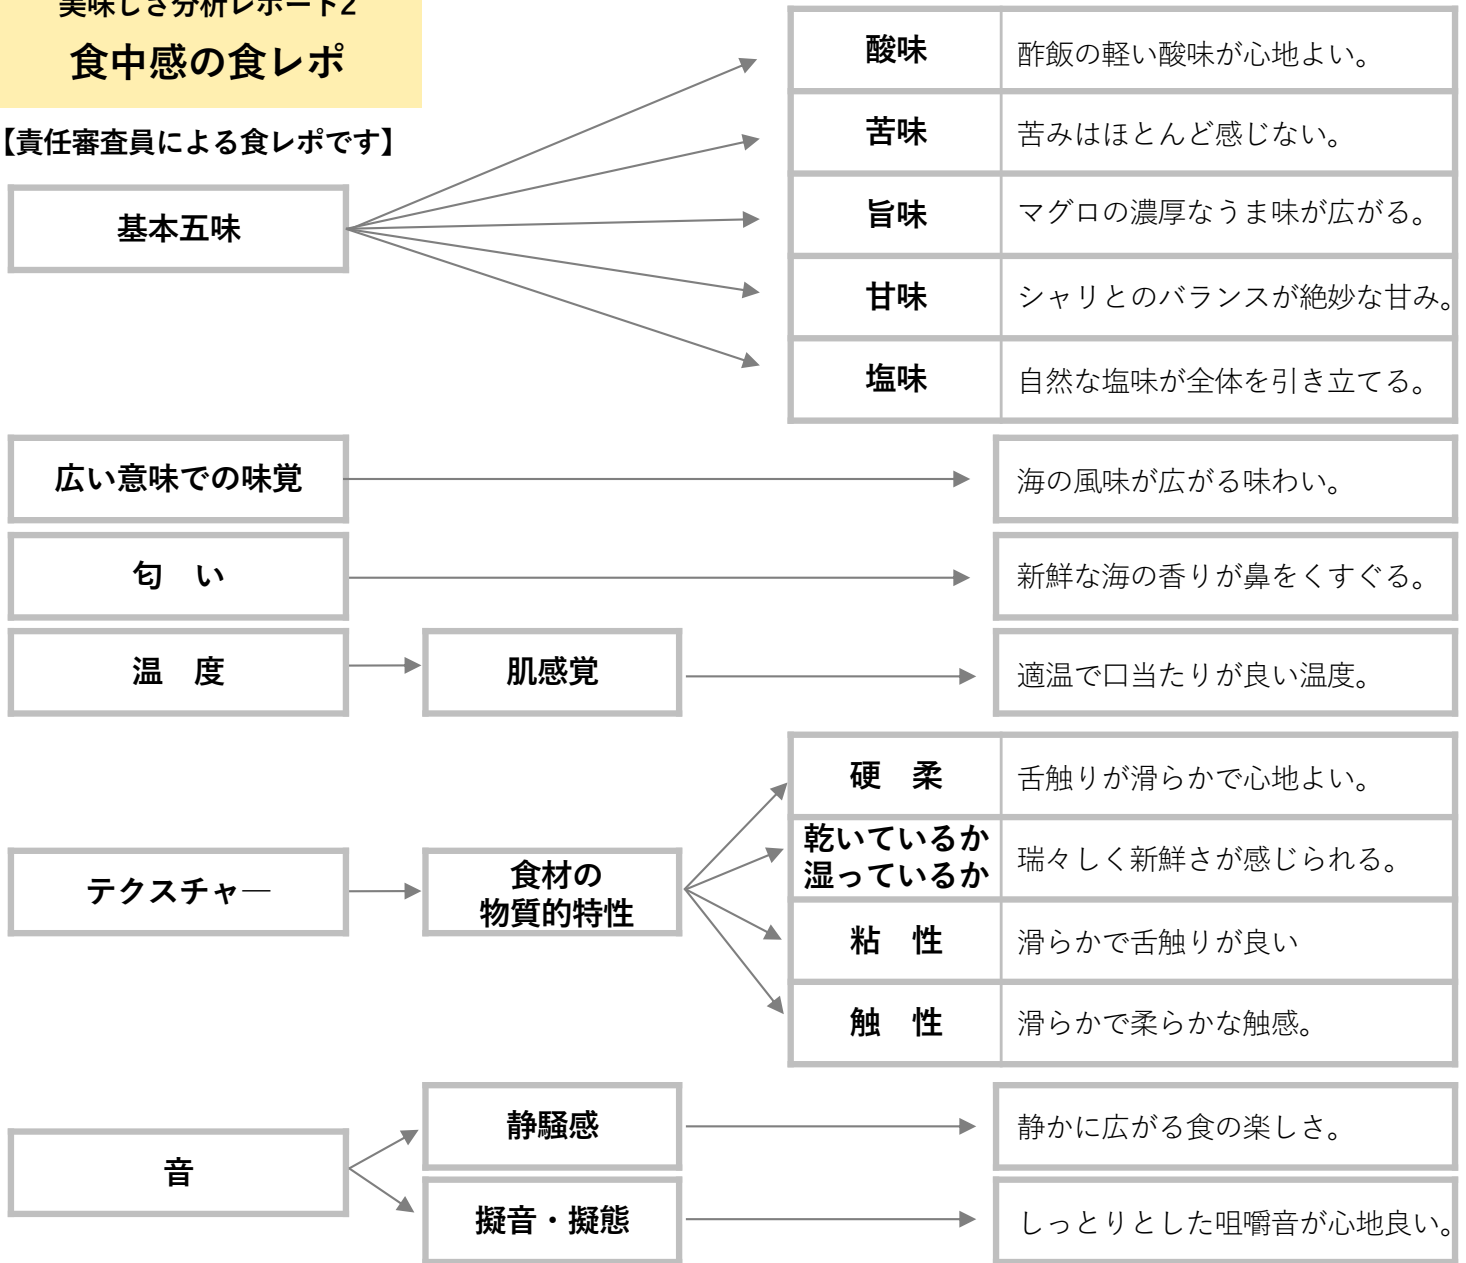 美味しさ分析レポート2
食中感の食レポ
【責任審査員による食レポです】
基本五味
酸味 酢飯の軽い酸味が心地よい。
苦味 苦みはほとんど感じない。
旨味 マグロの濃厚なうま味が広がる。
甘味 シャリとのバランスが絶妙な甘み。
塩味 自然な塩味が全体を引き立てる。
広い意味での味覚 海の風味が広がる味わい。
匂　い 新鮮な海の香りが鼻をくすぐる。
温　度 肌感覚 適温で口当たりが良い温度。
テクスチャ―
食材の
物質的特性
硬　柔 舌触りが滑らかで心地よい。
乾いているか
湿っているか
瑞々しく新鮮さが感じられる。
粘　性 滑らかで舌触りが良い
触　性 滑らかで柔らかな触感。
音
静騒感 静かに広がる食の楽しさ。
擬音・擬態 しっとりとした咀嚼音が心地良い。